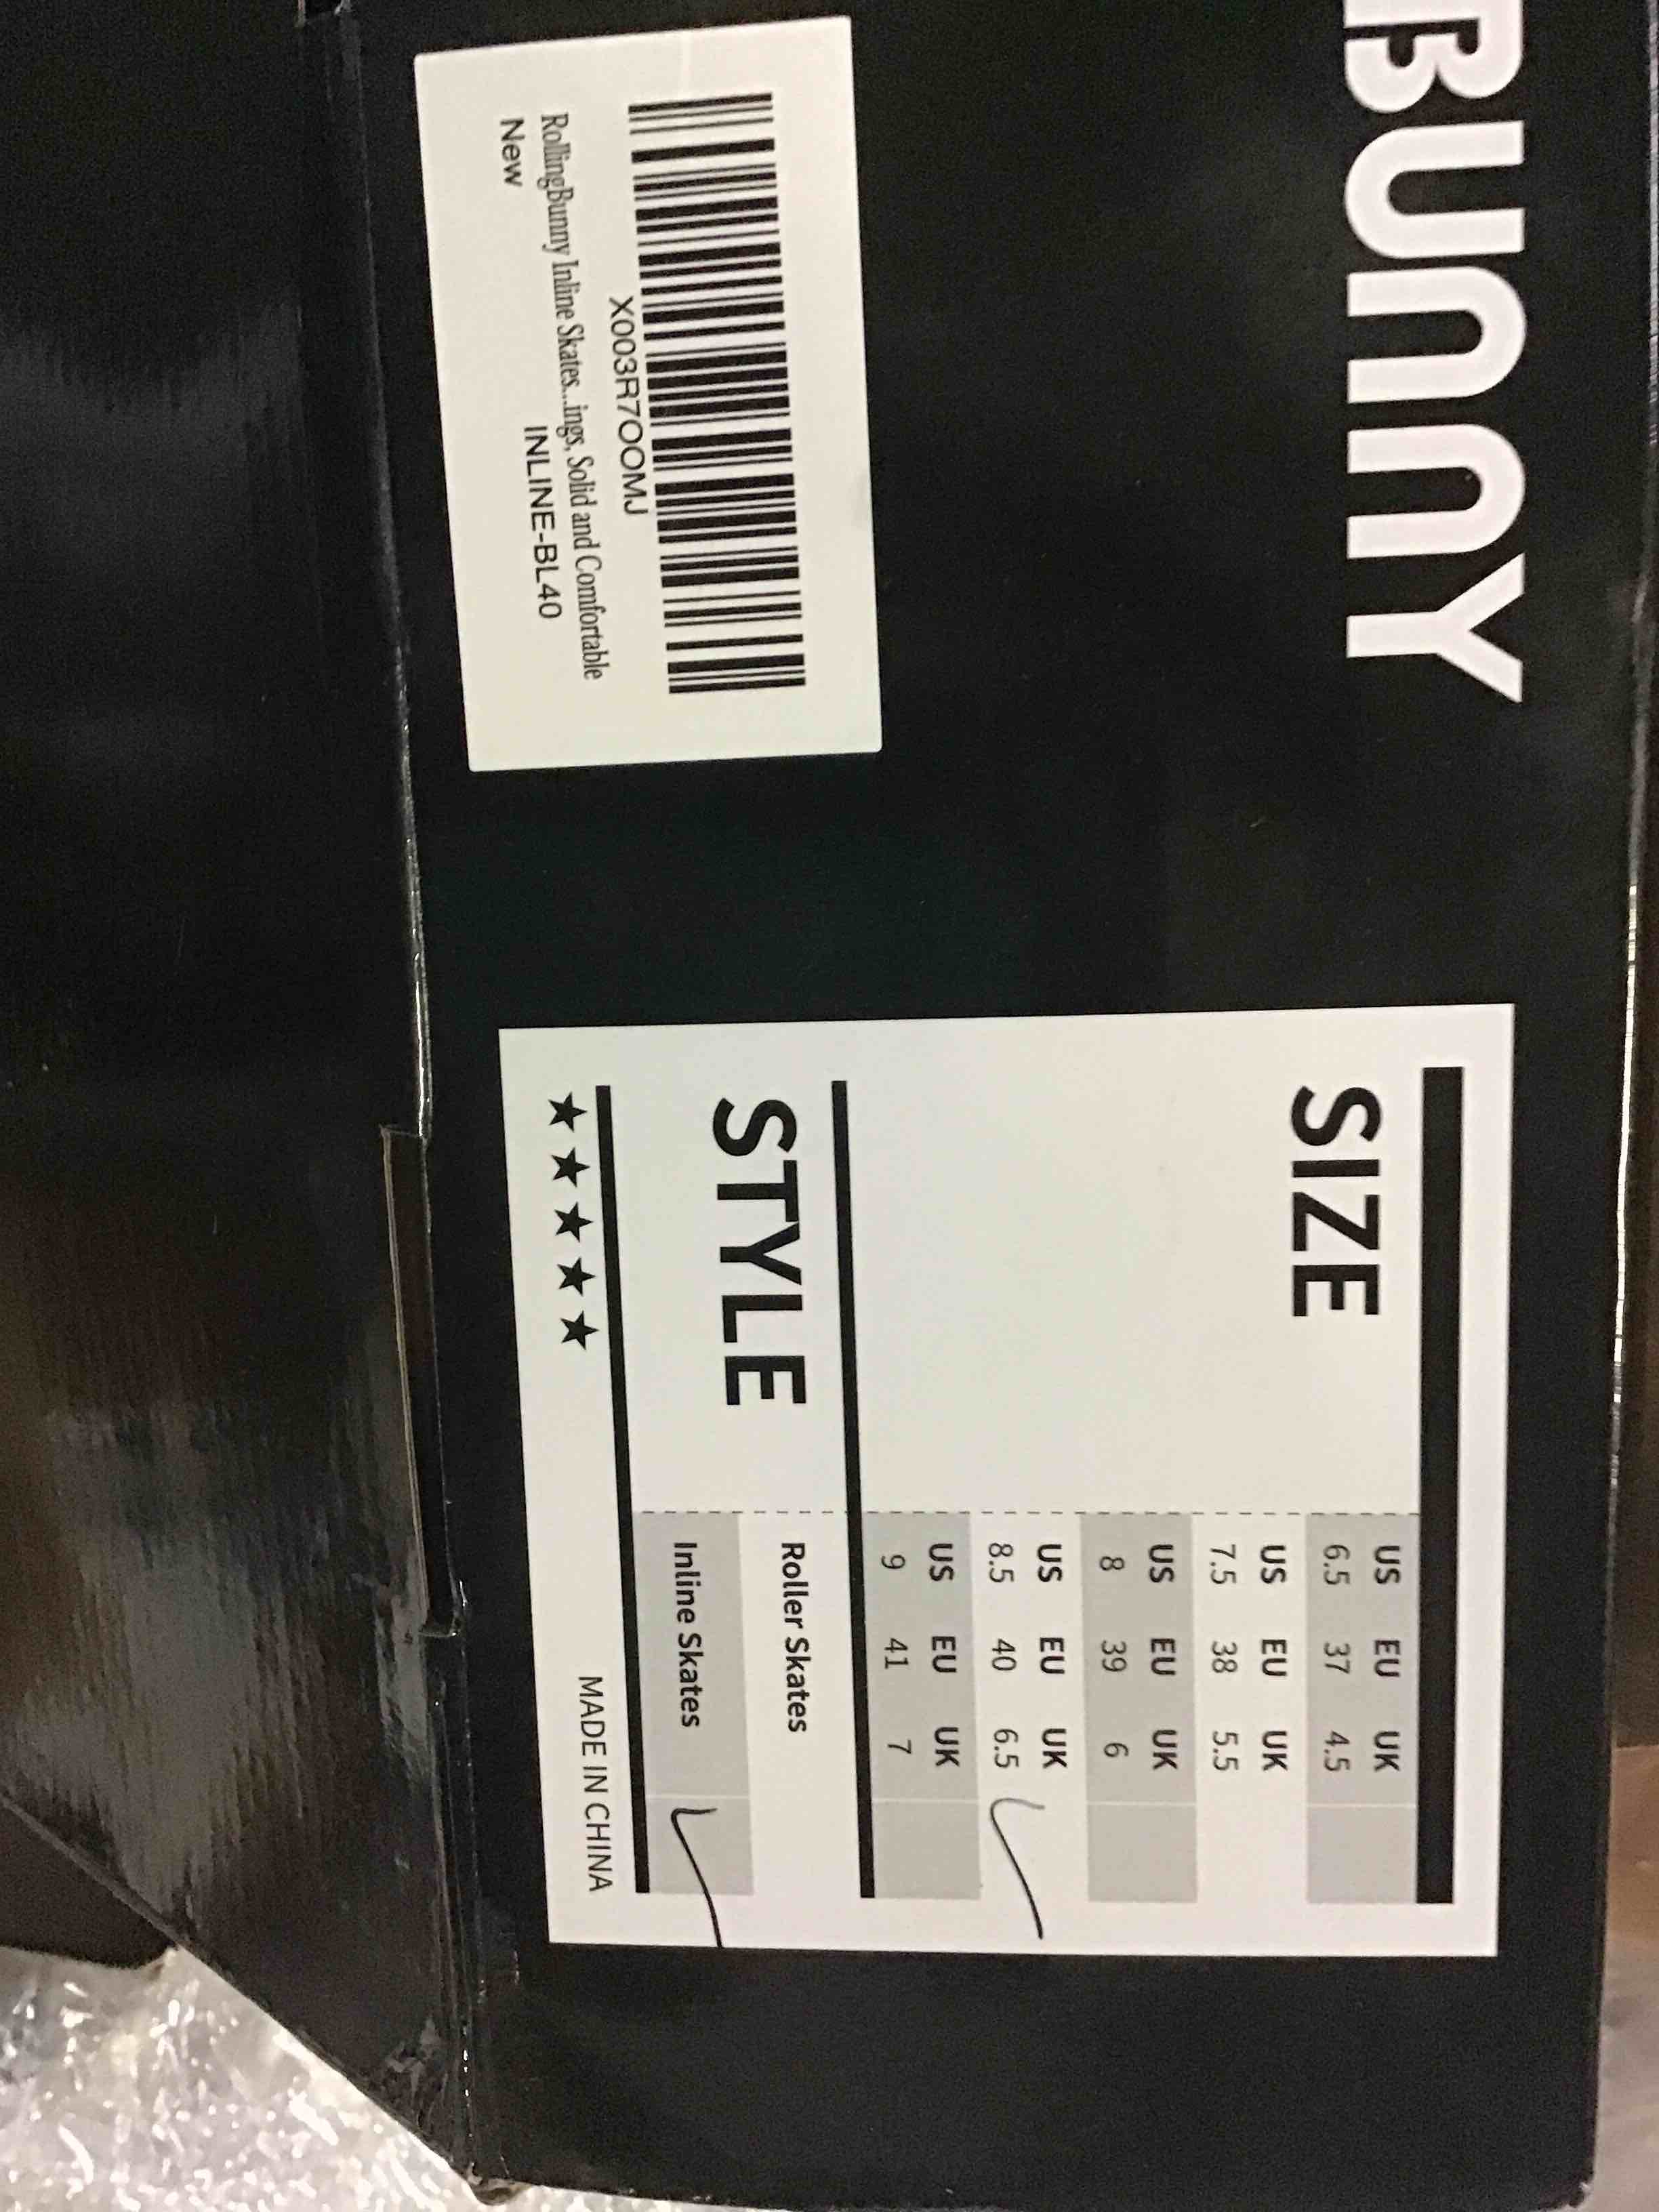 BUNNY
X003R7OOMJ
RollingBunny Inline Skates...ings, Solid and Comfortable
New
INLINE-BL40
SIZE
US EU UK
6.5 37 4.5
US EU UK
7.5 38 5.5
US EU UK
8 39 6
US EU UK
8.5 40 6.5
US EU UK
9 41 7
STYLE
Roller Skates
Inline Skates
MADE IN CHINA